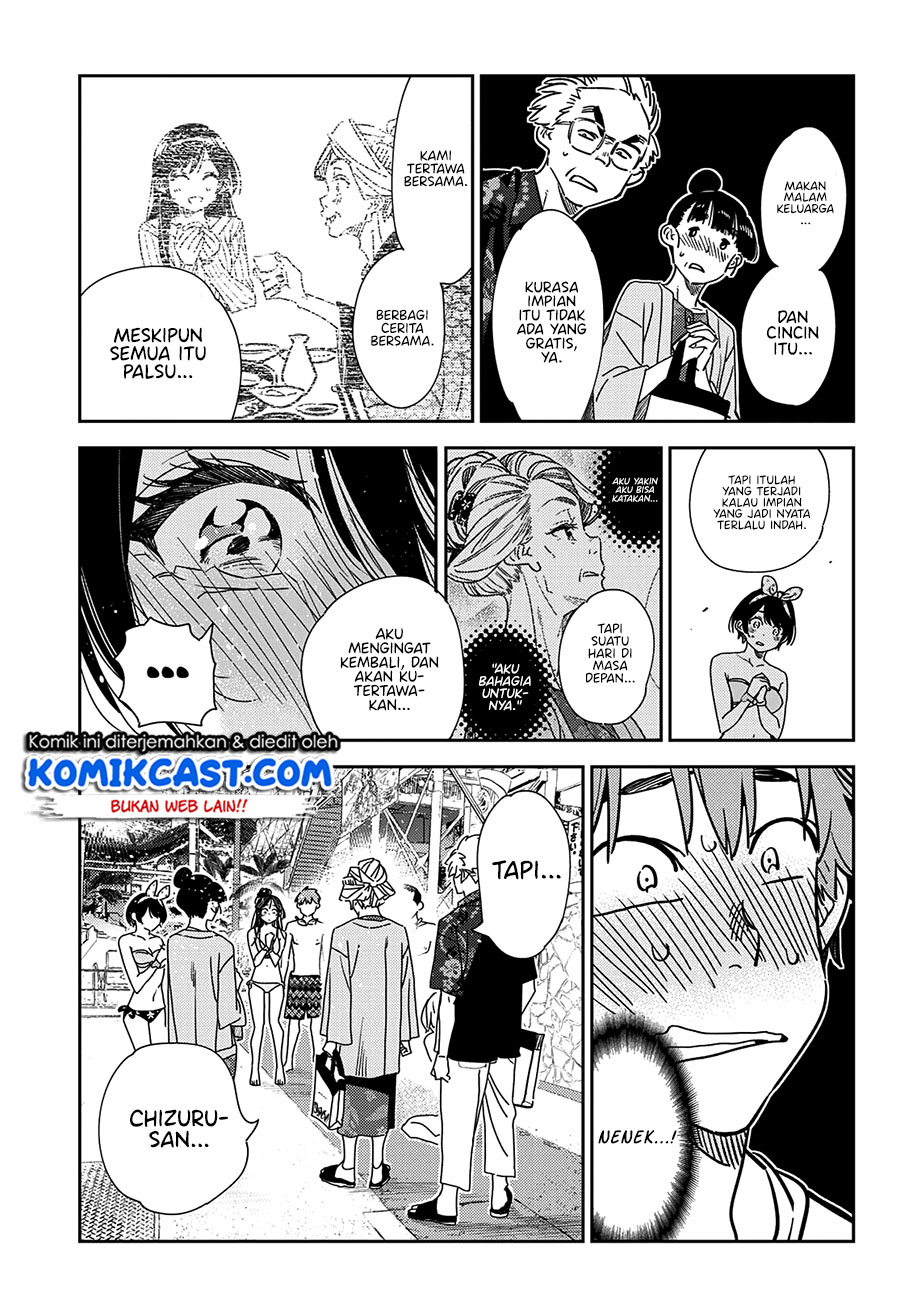 MAKAN
MALAM
KELUARGA
...
DAN
CINCIN
ITU...
KURASA
IMPIAN
ITU TIDAK
ADA YANG
GRATIS,
YA.
KAMI
TERTAWA
BERSAMA.
BERBAGI
CERITA
BERSAMA.
MESKIPUN
SEMUA ITU
PALSU...
TAPI ITULAH
YANG TERJADI
KALAU IMPIAN
YANG JADI NYATA
TERLALU INDAH.
AKU YAKIN
AKU BISA
KATAKAN...
TAPI
SUATU
HARI DI
MASA
DEPAN...
"AKU
BAHAGIA
UNTUK-
NYA."
AKU
MENGINGAT
KEMBALI, DAN
AKAN KU-
TERTAWA-
KAN...
...
Komik ini diterjemahkan & diedit oleh
KOMIKCAST.COM
BUKAN WEB LAIN!!
NENEK...!
TAPI...
CHIZURU-
SAN...